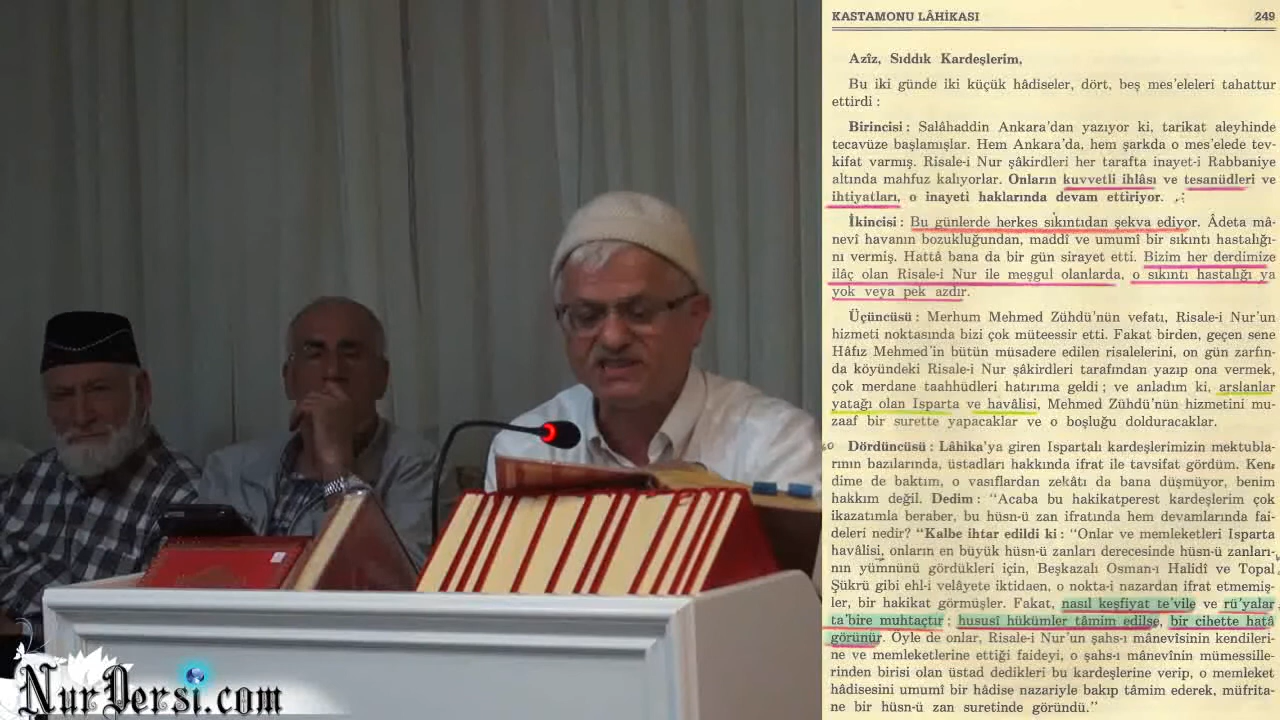 KASTAMONU LÂHİKASI 249
Azîz, Sıddık Kardeşlerim,
Bu iki günde iki küçük hâdiseler, dört, beş mes'eleleri tahattur
ettirdi :
Birincisi : Salâhaddin Ankara'dan yazıyor ki, tarikat aleyhinde
tecavüze başlamışlar. Hem Ankara'da, hem şarkda o mes'elede tev-
kifat varmış. Risale-i Nur şâkirdleri her tarafta inayet-i Rabbaniye
altında mahfuz kalıyorlar. Onların kuvvetli ihlâsı ve tesanüdleri ve
ihtiyatları, o inayeti haklarında devam ettiriyor.
İkincisi : Bu günlerde herkes sıkıntıdan şekva ediyor. Âdeta mâ-
nevî havanın bozukluğundan, maddî ve umumî bir sıkıntı hastalığı-
nı vermiş. Hattâ bana da bir gün sirayet etti. Bizim her derdimize
ilâç olan Risale-i Nur ile meşgul olanlarda, o sıkıntı hastalığı ya
yok veya pek azdır.
Üçüncüsü : Merhum Mehmed Zühdü'nün vefatı, Risale-i Nur'un
hizmeti noktasında bizi çok müteessir etti. Fakat birden, geçen sene
Hâfız Mehmed'in bütün müsadere edilen risalelerini, on gün zarfın-
da köyündeki Risale-i Nur şâkirdleri tarafından yazıp ona vermek,
çok merdane taahhüdleri hatırıma geldi ; ve anladım ki, arslanlar
yatağı olan Isparta ve havâlisi, Mehmed Zühdü'nün hizmetini mu-
zaaf bir surette yapacaklar ve o boşluğu dolduracaklar.
Dördüncüsü : Lâhika'ya giren Ispartalı kardeşlerimizin mektubla-
rının bazılarında, üstadları hakkında ifrat ile tavsifat gördüm. Ken-
dime de baktım, o vasıflardan zekâtı da bana düşmüyor, benim
hakkım değil. Dedim : "Acaba bu hakikatperest kardeşlerim çok
ikazatımla beraber, bu hüsn-ü zan ifratında hem devamlarında fai-
deleri nedir? "Kalbe ihtar edildi ki : "Onlar ve memleketleri Isparta
havâlisi, onların en büyük hüsn-ü zanları derecesinde hüsn-ü zanları-
nın yümnünü gördükleri için, Beşkazalı Osman-ı Halidî ve Topal
Şükrü gibi ehl-i velâyete iktidaen, o nokta-i nazardan ifrat etmemiş-
ler, bir hakikat görmüşler. Fakat, nasıl keşfiyat te'vile ve rü'yalar
ta'bire muhtaçtır ; hususî hükümler tâmim edilse, bir cihette hatâ
görünür. Öyle de onlar, Risale-i Nur'un şahs-ı mânevîsinin kendileri-
ne ve memleketlerine ettiği faideyi, o şahs-ı mânevînin mümessille-
rinden birisi olan üstad dedikleri bu kardeşlerine verip, o memleket
hâdisesini umumî bir hâdise nazariyle bakıp tâmim ederek, müfrita-
ne bir hüsn-ü zan suretinde göründü."
NurDersi.com